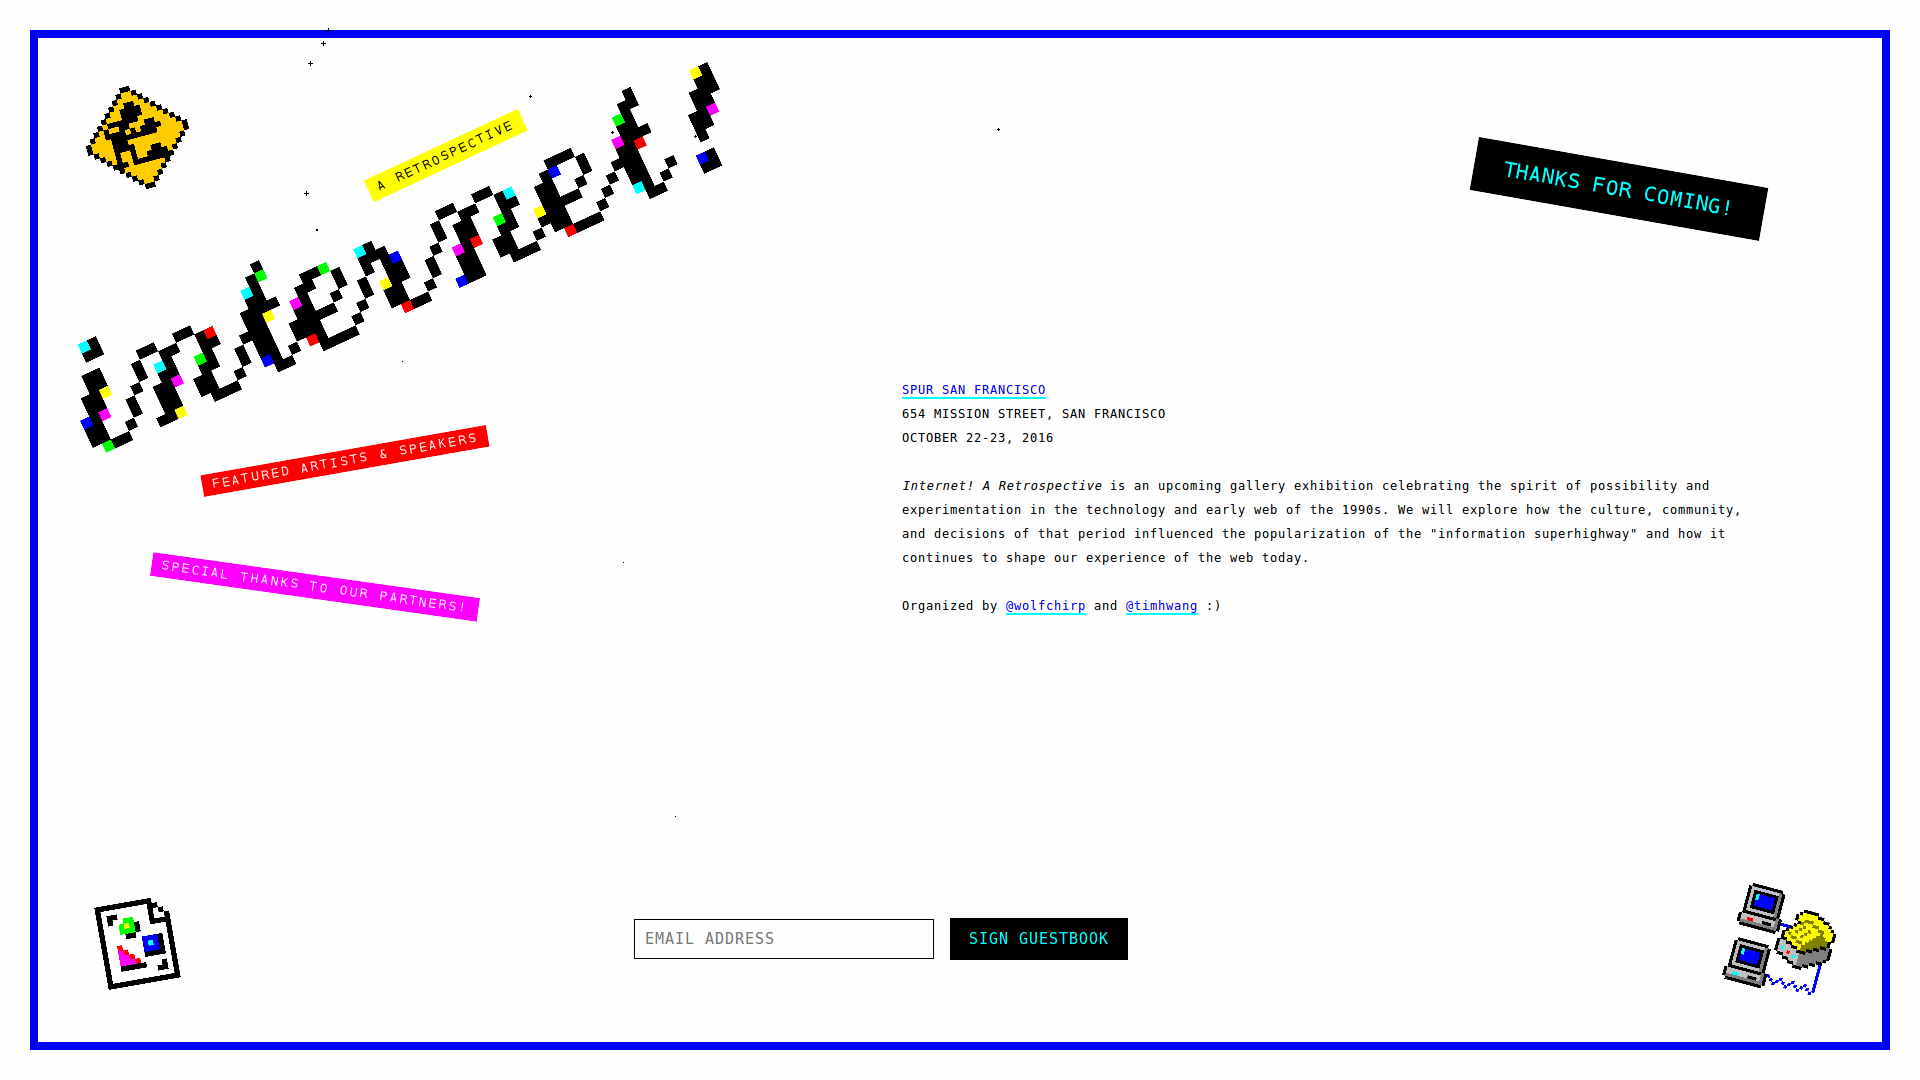 A RETROSPECTIVE
internet!
THANKS FOR COMING!
FEATURED ARTISTS & SPEAKERS
SPECIAL THANKS TO OUR PARTNERS!
SPUR SAN FRANCISCO
654 MISSION STREET, SAN FRANCISCO
OCTOBER 22-23, 2016
Internet! A Retrospective is an upcoming gallery exhibition celebrating the spirit of possibility and
experimentation in the technology and early web of the 1990s. We will explore how the culture, community,
and decisions of that period influenced the popularization of the "information superhighway" and how it
continues to shape our experience of the web today.
Organized by @wolfchirp and @timhwang :)
EMAIL ADDRESS
SIGN GUESTBOOK